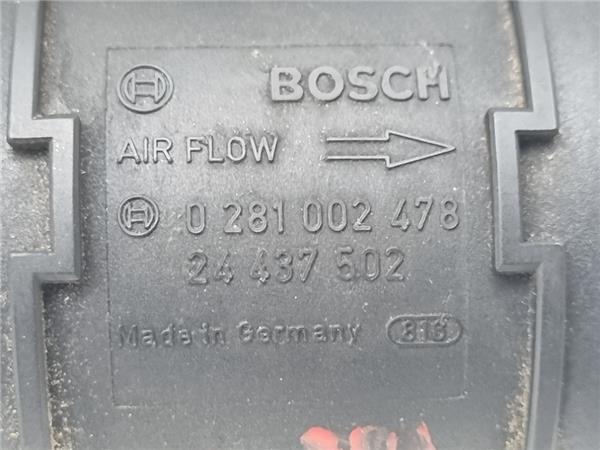 BOSCH
AIR FLOW
0 281 002 478
24 437 502
Made in Germany 816